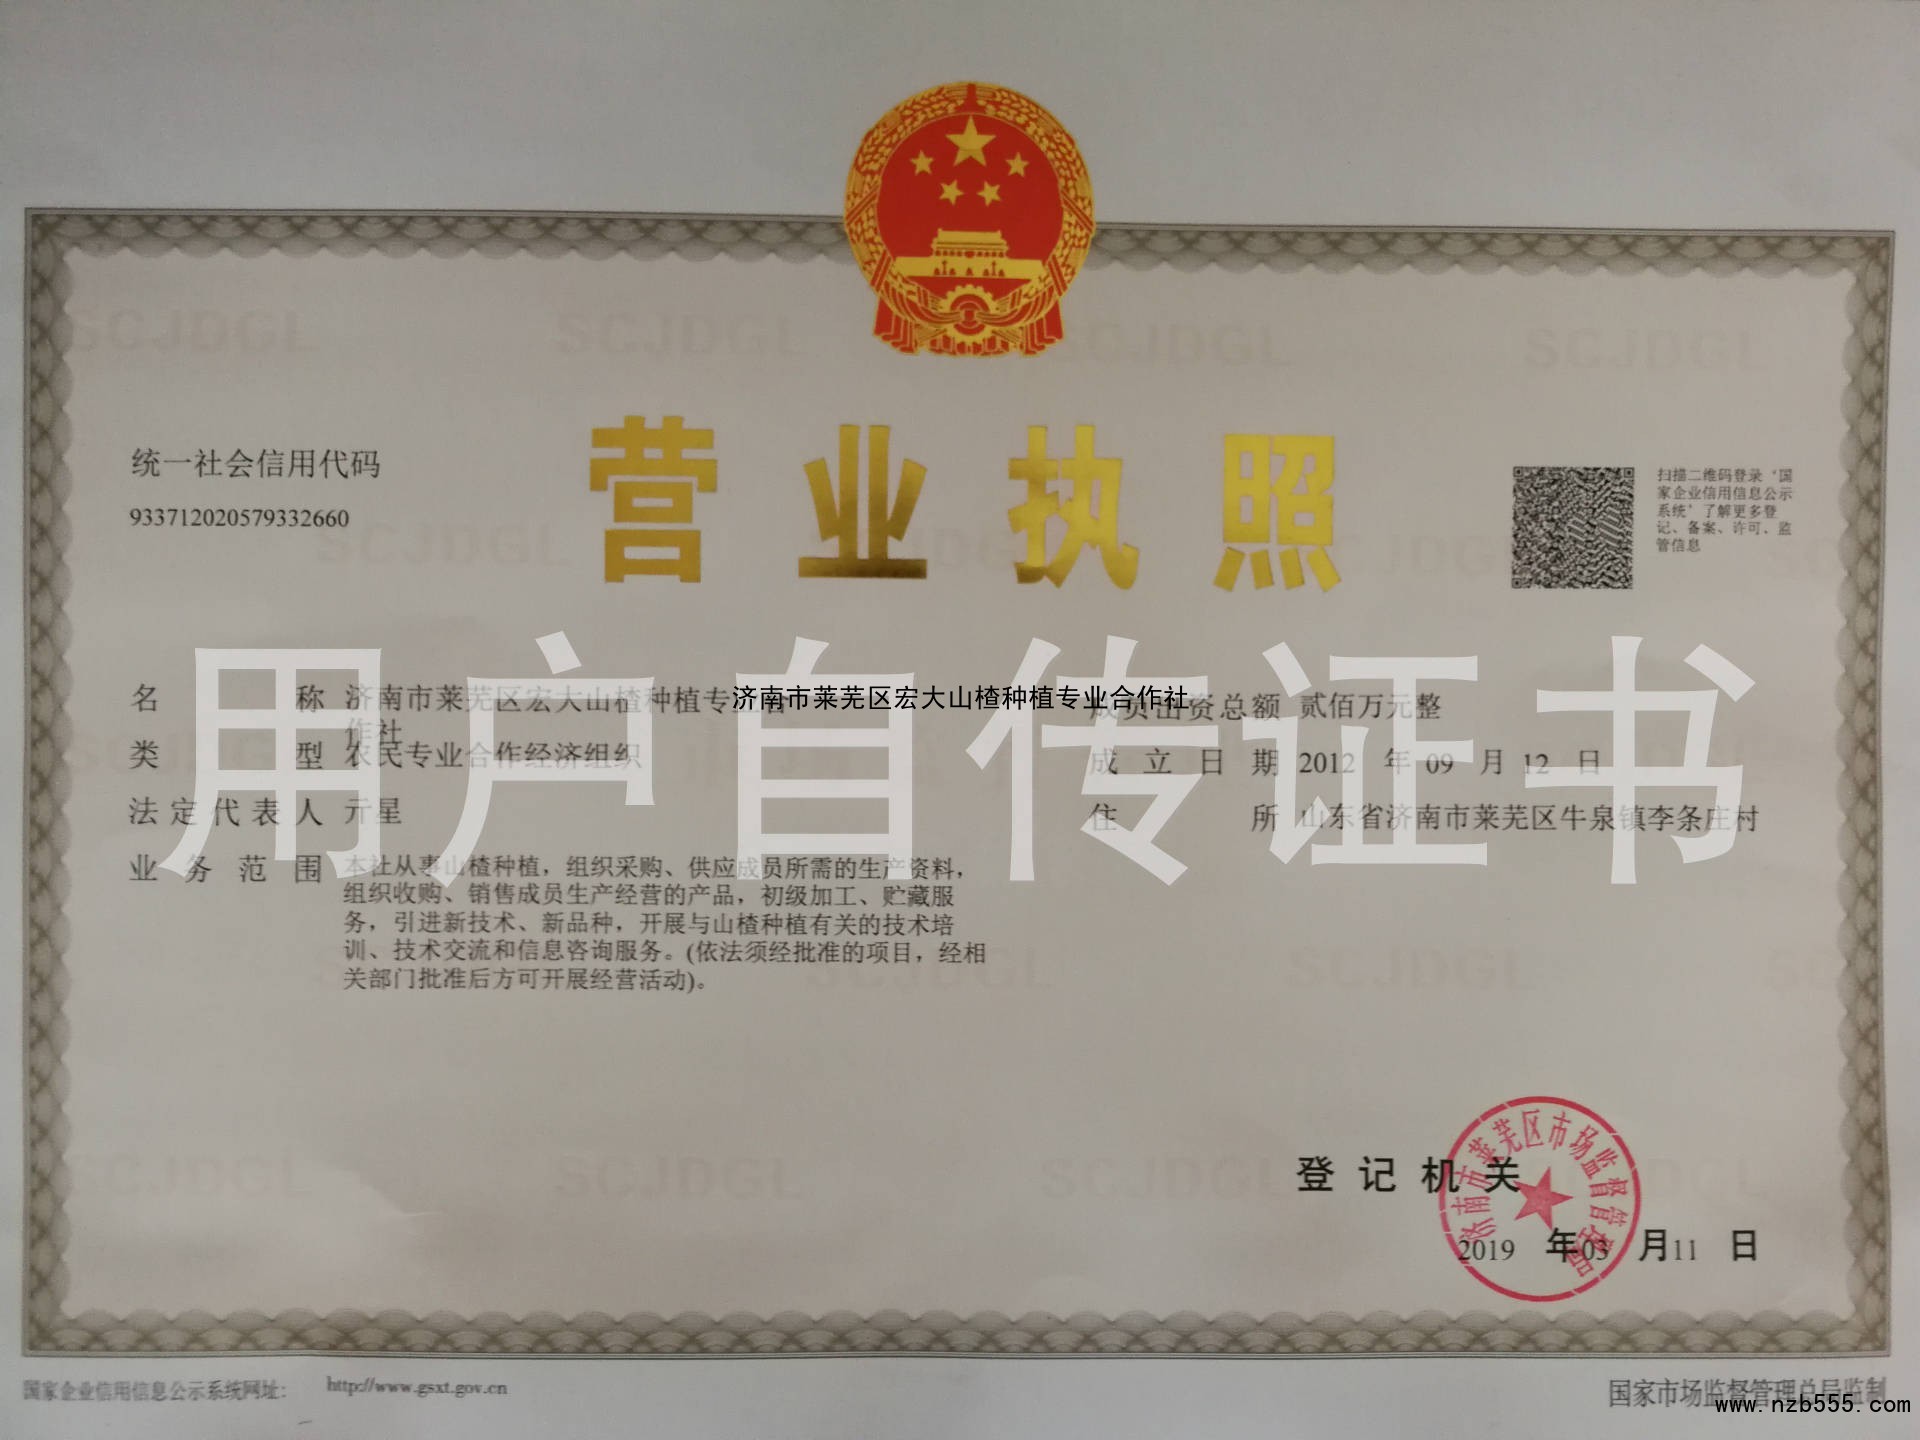 营业执照
统一社会信用代码
933712020579332660
扫描二维码登录‘国
家企业信用信息公示
系统’了解更多登
记、备案、许可、监
管信息
名称 济南市莱芜区宏大山楂种植专业合
作社
类型 农民专业合作经济组织
法定代表人 亓星
业务范围 本社从事山楂种植，组织采购、供应成员所需的生产资料，
组织收购、销售成员生产经营的产品，初级加工、贮藏服
务，引进新技术、新品种，开展与山楂种植有关的技术培
训、技术交流和信息咨询服务。(依法须经批准的项目，经相
关部门批准后方可开展经营活动)。
成员出资总额 贰佰万元整
成立日期 2012 年 09 月 12 日
住所 山东省济南市莱芜区牛泉镇李条庄村
济南市莱芜区宏大山楂种植专业合作社
用户自传证书
登记机关
济南市莱芜区市场监督管理局
2019 年 03 月 11 日
国家企业信用信息公示系统网址： http://www.gsxt.gov.cn
国家市场监督管理总局监制
www.nzb555.com
SCJDGL